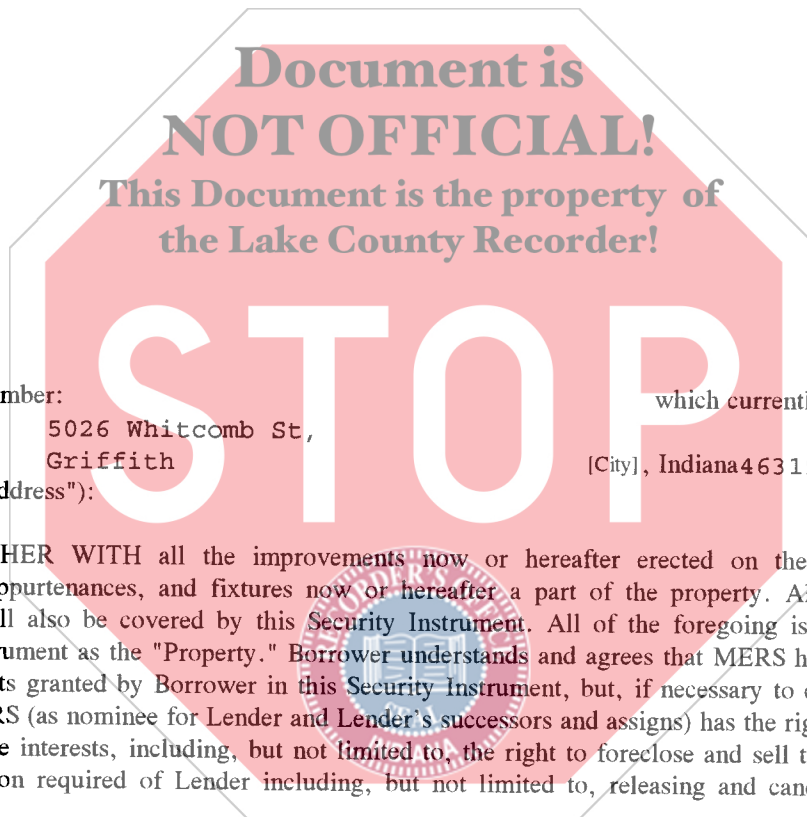 Document is
NOT OFFICIAL!
This Document is the property of
the Lake County Recorder!
STOP
mber: which currentl
5026 Whitcomb St,
Griffith [City], Indiana 4631
ddress"):
HER WITH all the improvements now or hereafter erected on the
ppurtenances, and fixtures now or hereafter a part of the property. Al
ll also be covered by this Security Instrument. All of the foregoing is
rument as the "Property." Borrower understands and agrees that MERS h
ts granted by Borrower in this Security Instrument, but, if necessary to
RS (as nominee for Lender and Lender's successors and assigns) has the rig
e interests, including, but not limited to, the right to foreclose and sell t
on required of Lender including, but not limited to, releasing and canc